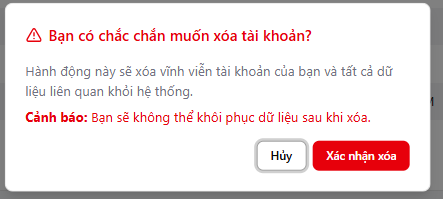 Bạn có chắc chắn muốn xóa tài khoản?
Hành động này sẽ xóa vĩnh viễn tài khoản của bạn và tất cả dữ
liệu liên quan khỏi hệ thống.
Cảnh báo: Bạn sẽ không thể khôi phục dữ liệu sau khi xóa.
Hủy
Xác nhận xóa